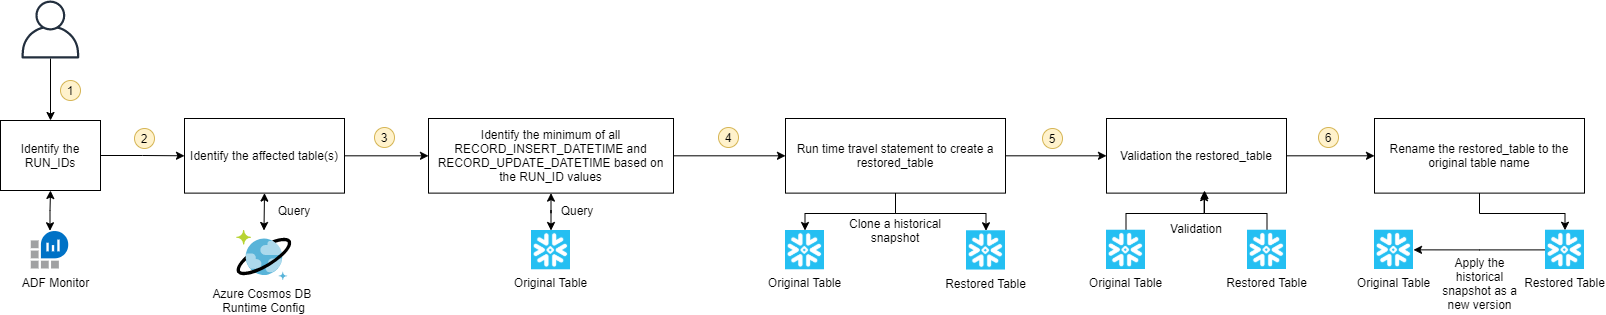 1
Identify the
RUN_IDs
ADF Monitor
2
Identify the affected table(s)
Query
Azure Cosmos DB
Runtime Config
3
Identify the minimum of all
RECORD_INSERT_DATETIME and
RECORD_UPDATE_DATETIME based on
the RUN_ID values
Query
Original Table
4
Run time travel statement to create a
restored_table
Clone a historical
snapshot
Original Table
Restored Table
5
Validation the restored_table
Validation
Original Table
Restored Table
6
Rename the restored_table to the
original table name
Original Table
Apply the
historical
snapshot as a
new version
Restored Table